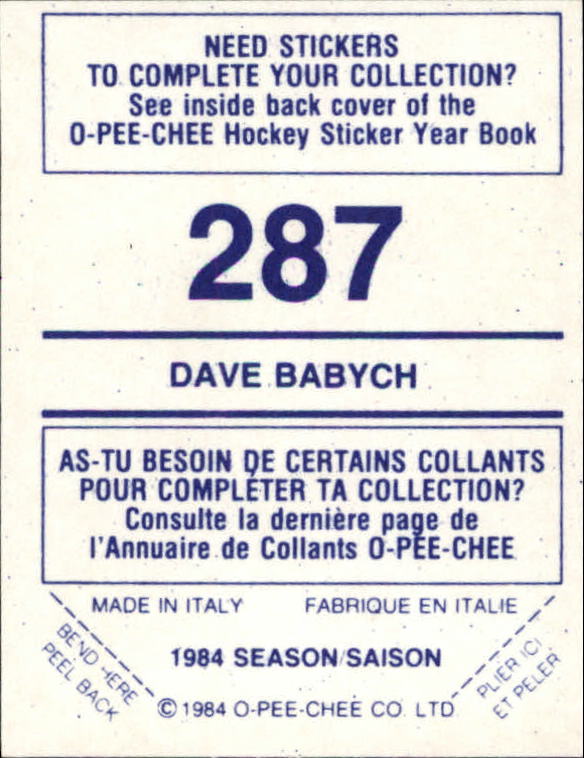 NEED STICKERS
TO COMPLETE YOUR COLLECTION?
See inside back cover of the
O-PEE-CHEE Hockey Sticker Year Book
287
DAVE BABYCH
AS-TU BESOIN DE CERTAINS COLLANTS
POUR COMPLÉTER TA COLLECTION?
Consulte la dernière page de
l'Annuaire de Collants O-PEE-CHEE
MADE IN ITALY FABRIQUE EN ITALIE
BEND HERE
PEEL BACK
1984 SEASON/SAISON
PLIER ICI
ET PELER
© 1984 O-PEE-CHEE CO. LTD.